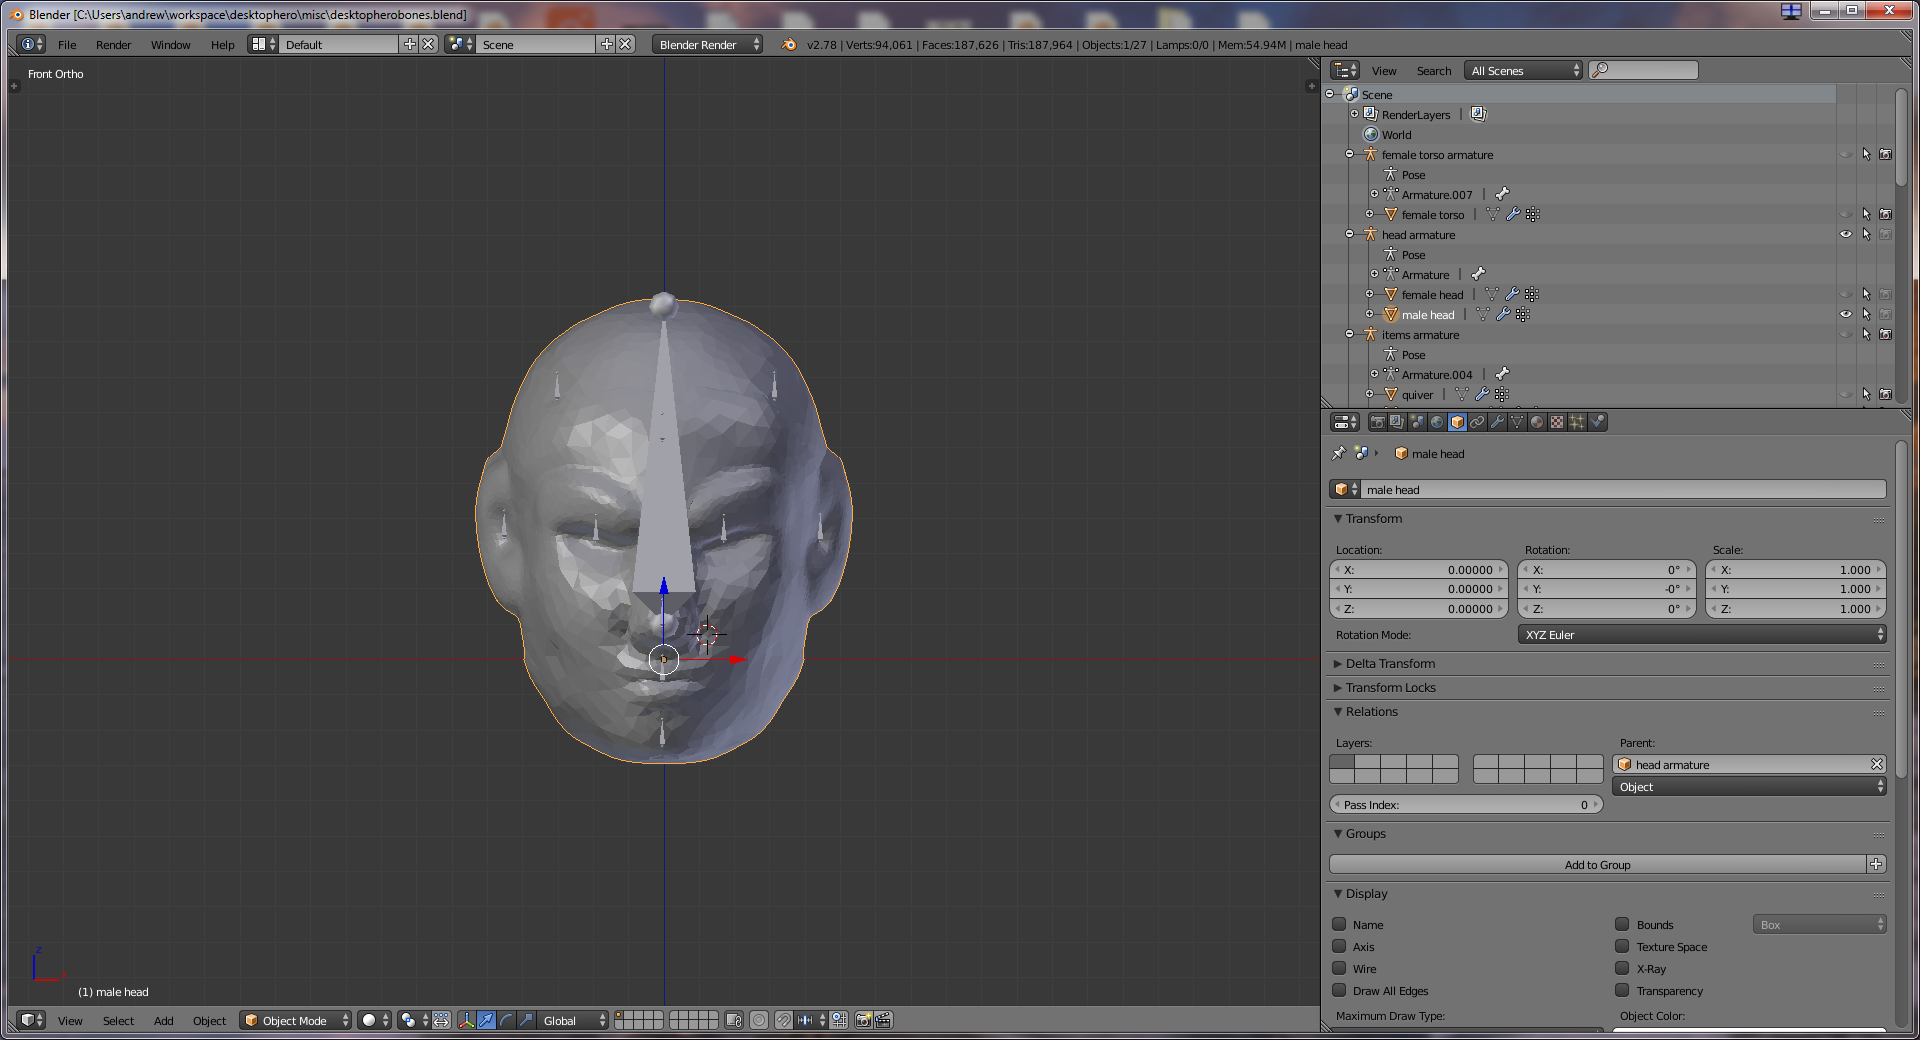 Blender [C:\Users\andrew\workspace\desktophero\misc\desktopherobones.blend]
File Render Window Help Default Scene Blender Render v2.78 | Verts:94,061 | Faces:187,626 | Tris:187,964 | Objects:1/27 | Lamps:0/0 | Mem:54.94M | male head
Front Ortho
View Search All Scenes
Scene
RenderLayers |
World
female torso armature
Pose
Armature.007 |
female torso |
head armature
Pose
Armature |
female head |
male head |
items armature
Pose
Armature.004 |
quiver |
male head
male head
Transform
Location: Rotation: Scale:
X: 0.00000 X: 0° X: 1.000
Y: 0.00000 Y: -0° Y: 1.000
Z: 0.00000 Z: 0° Z: 1.000
Rotation Mode: XYZ Euler
Delta Transform
Transform Locks
Relations
Layers: Parent:
head armature
Object
Pass Index: 0
Groups
Add to Group
Display
Name Bounds Box
Axis Texture Space
Wire X-Ray
Draw All Edges Transparency
Maximum Draw Type: Object Color:
z
x
(1) male head
View Select Add Object Object Mode Global